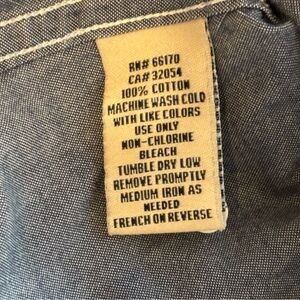 RN# 66170
CA# 32054
100% COTTON
MACHINE WASH COLD
WITH LIKE COLORS
USE ONLY
NON-CHLORINE
BLEACH
TUMBLE DRY LOW
REMOVE PROMPTLY
MEDIUM IRON AS
NEEDED
FRENCH ON REVERSE